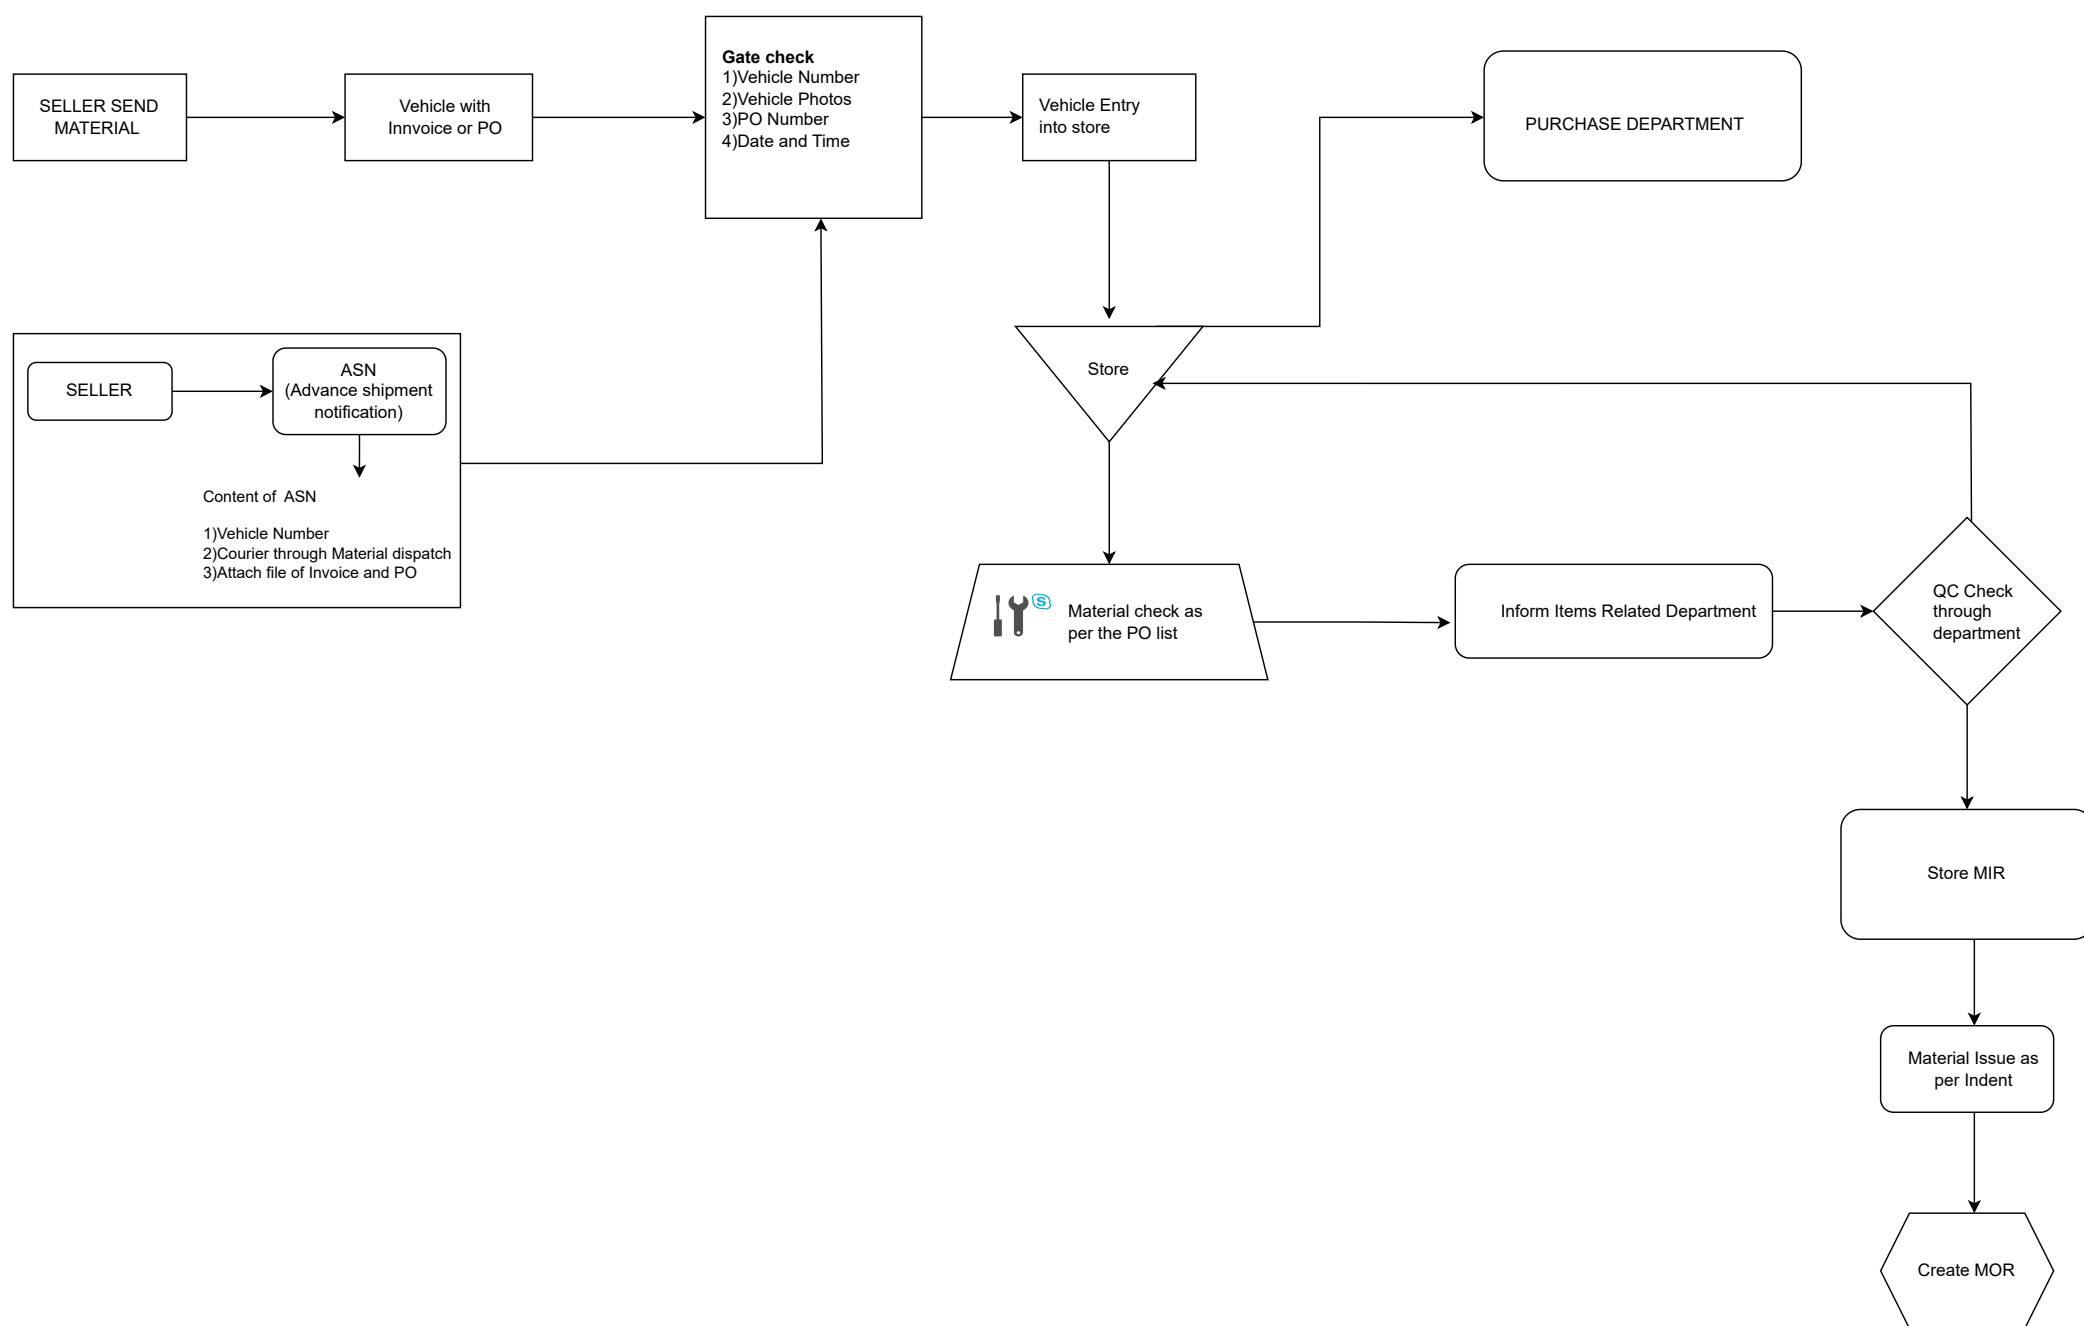 SELLER SEND
MATERIAL
Vehicle with
Innvoice or PO
Gate check
1)Vehicle Number
2)Vehicle Photos
3)PO Number
4)Date and Time
Vehicle Entry
into store
PURCHASE DEPARTMENT
SELLER
ASN
(Advance shipment
notification)
Content of  ASN
1)Vehicle Number
2)Courier through Material dispatch
3)Attach file of Invoice and PO
Store
S
Material check as
per the PO list
Inform Items Related Department
QC Check
through
department
Store MIR
Material Issue as
per Indent
Create MOR